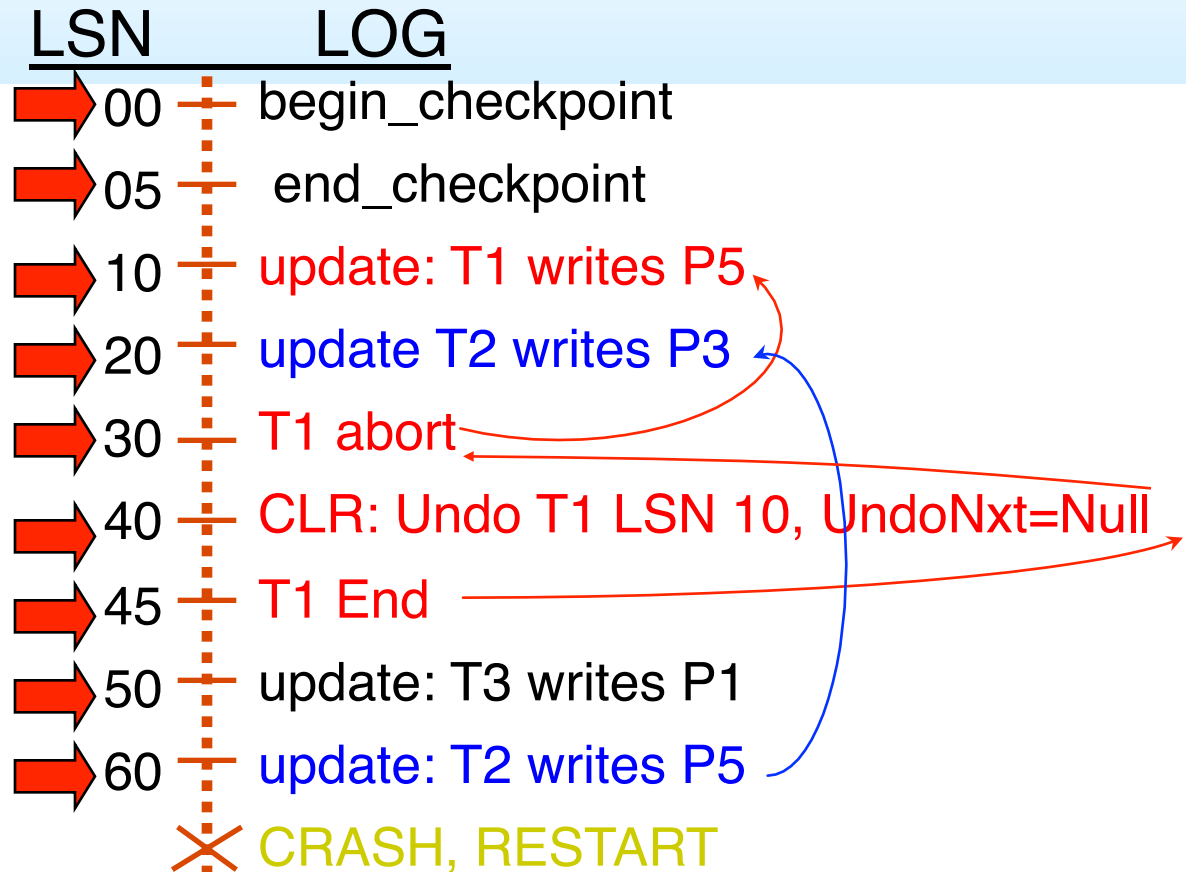 LSN LOG
00 begin_checkpoint
05 end_checkpoint
10 update: T1 writes P5
20 update T2 writes P3
30 T1 abort
40 CLR: Undo T1 LSN 10, UndoNxt=Null
45 T1 End
50 update: T3 writes P1
60 update: T2 writes P5
CRASH, RESTART